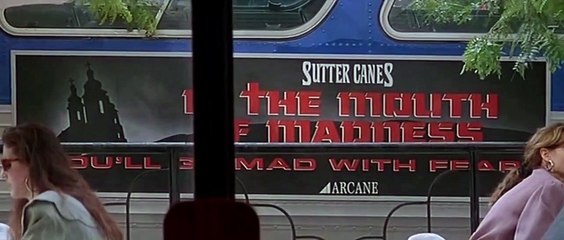 SUTTER CANES
THE MOUTH
MADNESS
MAD WITH FEAR
ARCANE